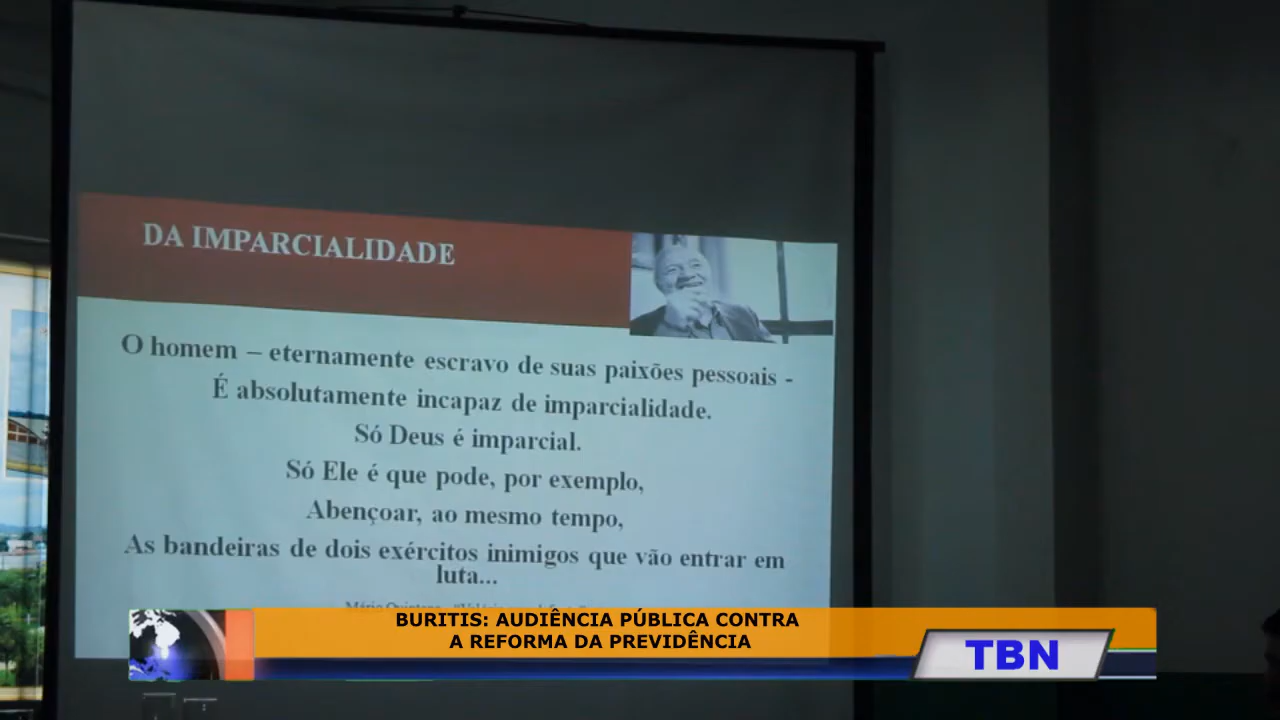 DA IMPARCIALIDADE
O homem – eternamente escravo de suas paixões pessoais -
É absolutamente incapaz de imparcialidade.
Só Deus é imparcial.
Só Ele é que pode, por exemplo,
Abençoar, ao mesmo tempo,
As bandeiras de dois exércitos inimigos que vão entrar em
luta...
Mário Quintana
BURITIS: AUDIÊNCIA PÚBLICA CONTRA
A REFORMA DA PREVIDÊNCIA
TBN